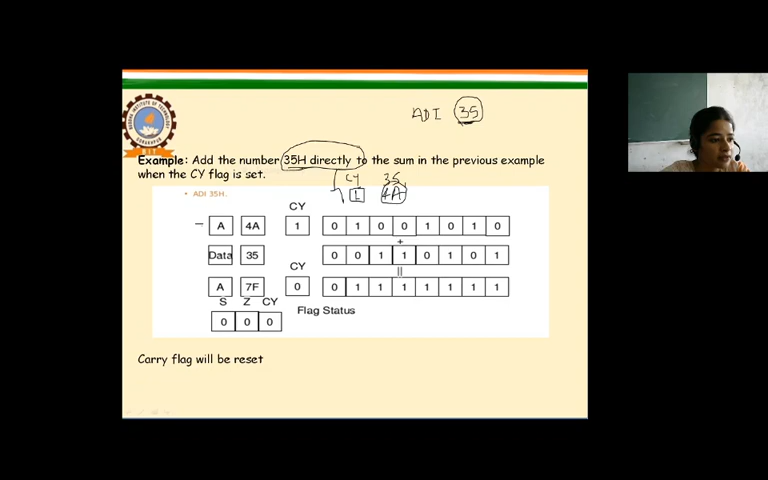 ADI 35
Example: Add the number 35H directly to the sum in the previous example
when the CY flag is set.
CY 35
1 4A
• ADI 35H.
CY
A 4A 1 0 1 0 0 1 0 1 0
+
Data 35 0 0 1 1 0 1 0 1
CY ||
A 7F 0 0 1 1 1 1 1 1 1
S Z CY
Flag Status
0 0 0
Carry flag will be reset